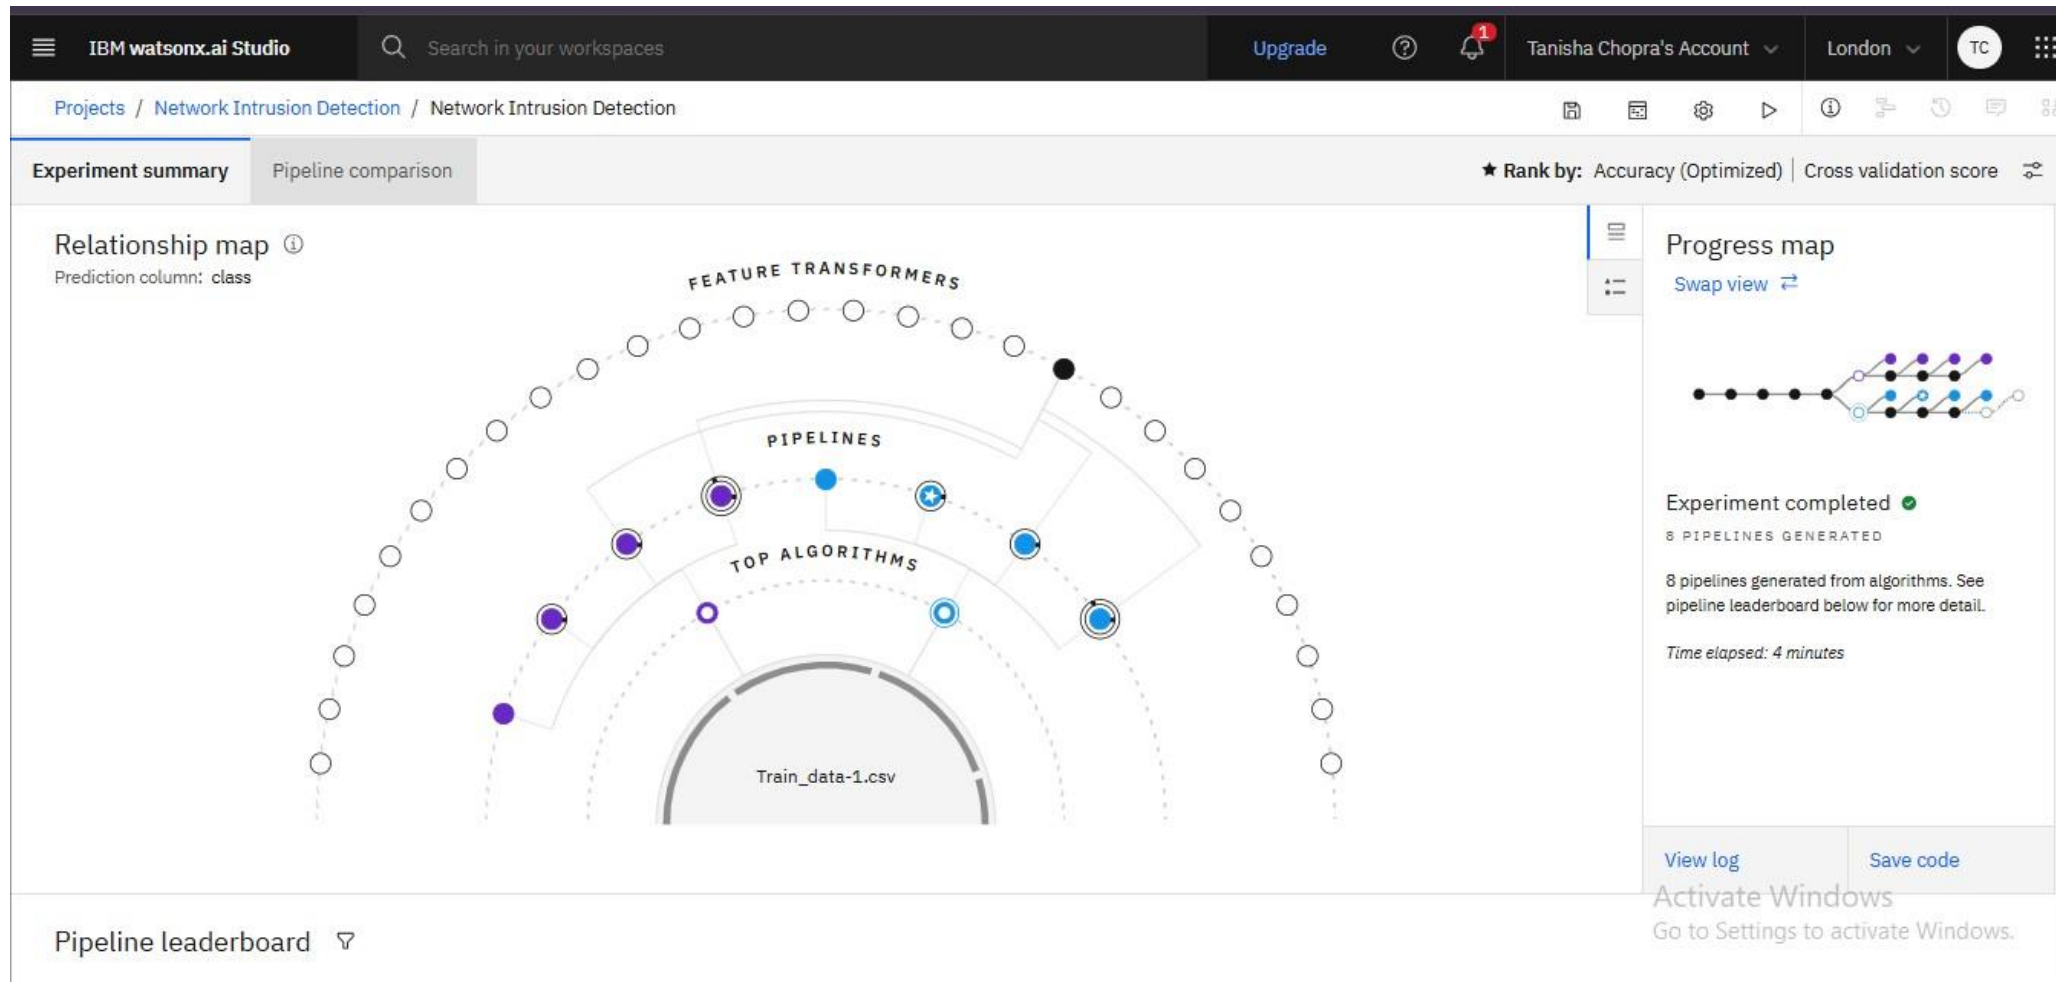 IBM watsonx.ai Studio
Search in your workspaces
Upgrade
1
Tanisha Chopra's Account
London
TC
Projects / Network Intrusion Detection / Network Intrusion Detection
Experiment summary
Pipeline comparison
Rank by: Accuracy (Optimized) | Cross validation score
Relationship map
Prediction column: class
FEATURE TRANSFORMERS
PIPELINES
TOP ALGORITHMS
Train_data-1.csv
Progress map
Swap view
Experiment completed
8 PIPELINES GENERATED
8 pipelines generated from algorithms. See
pipeline leaderboard below for more detail.
Time elapsed: 4 minutes
View log
Save code
Activate Windows
Go to Settings to activate Windows.
Pipeline leaderboard